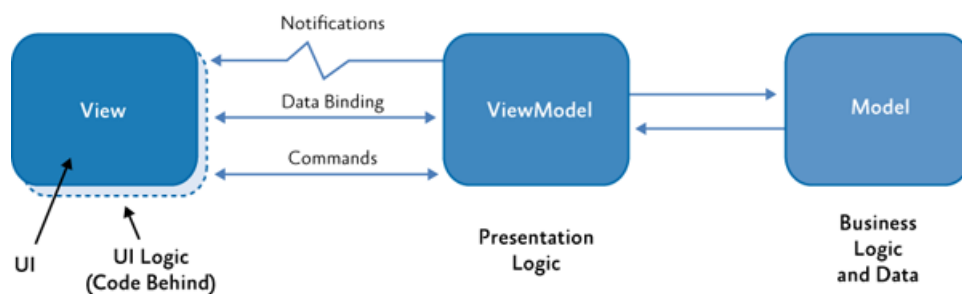 Notifications
View
Data Binding
ViewModel
Model
Commands
UI
UI Logic
(Code Behind)
Presentation
Logic
Business
Logic
and Data